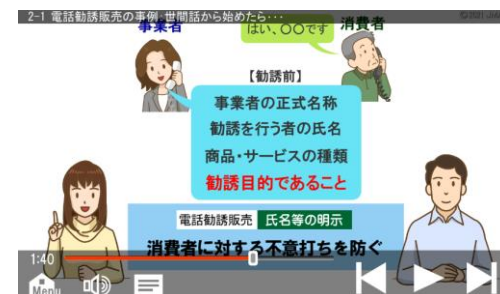 2-1 電話勧誘販売の事例：世間話から始めたら・・・
事業者
はい、〇〇です
消費者
【勧誘前】
事業者の正式名称
勧誘を行う者の氏名
商品・サービスの種類
勧誘目的であること
電話勧誘販売 氏名等の明示
消費者に対する不意打ちを防ぐ
1:40
Menu